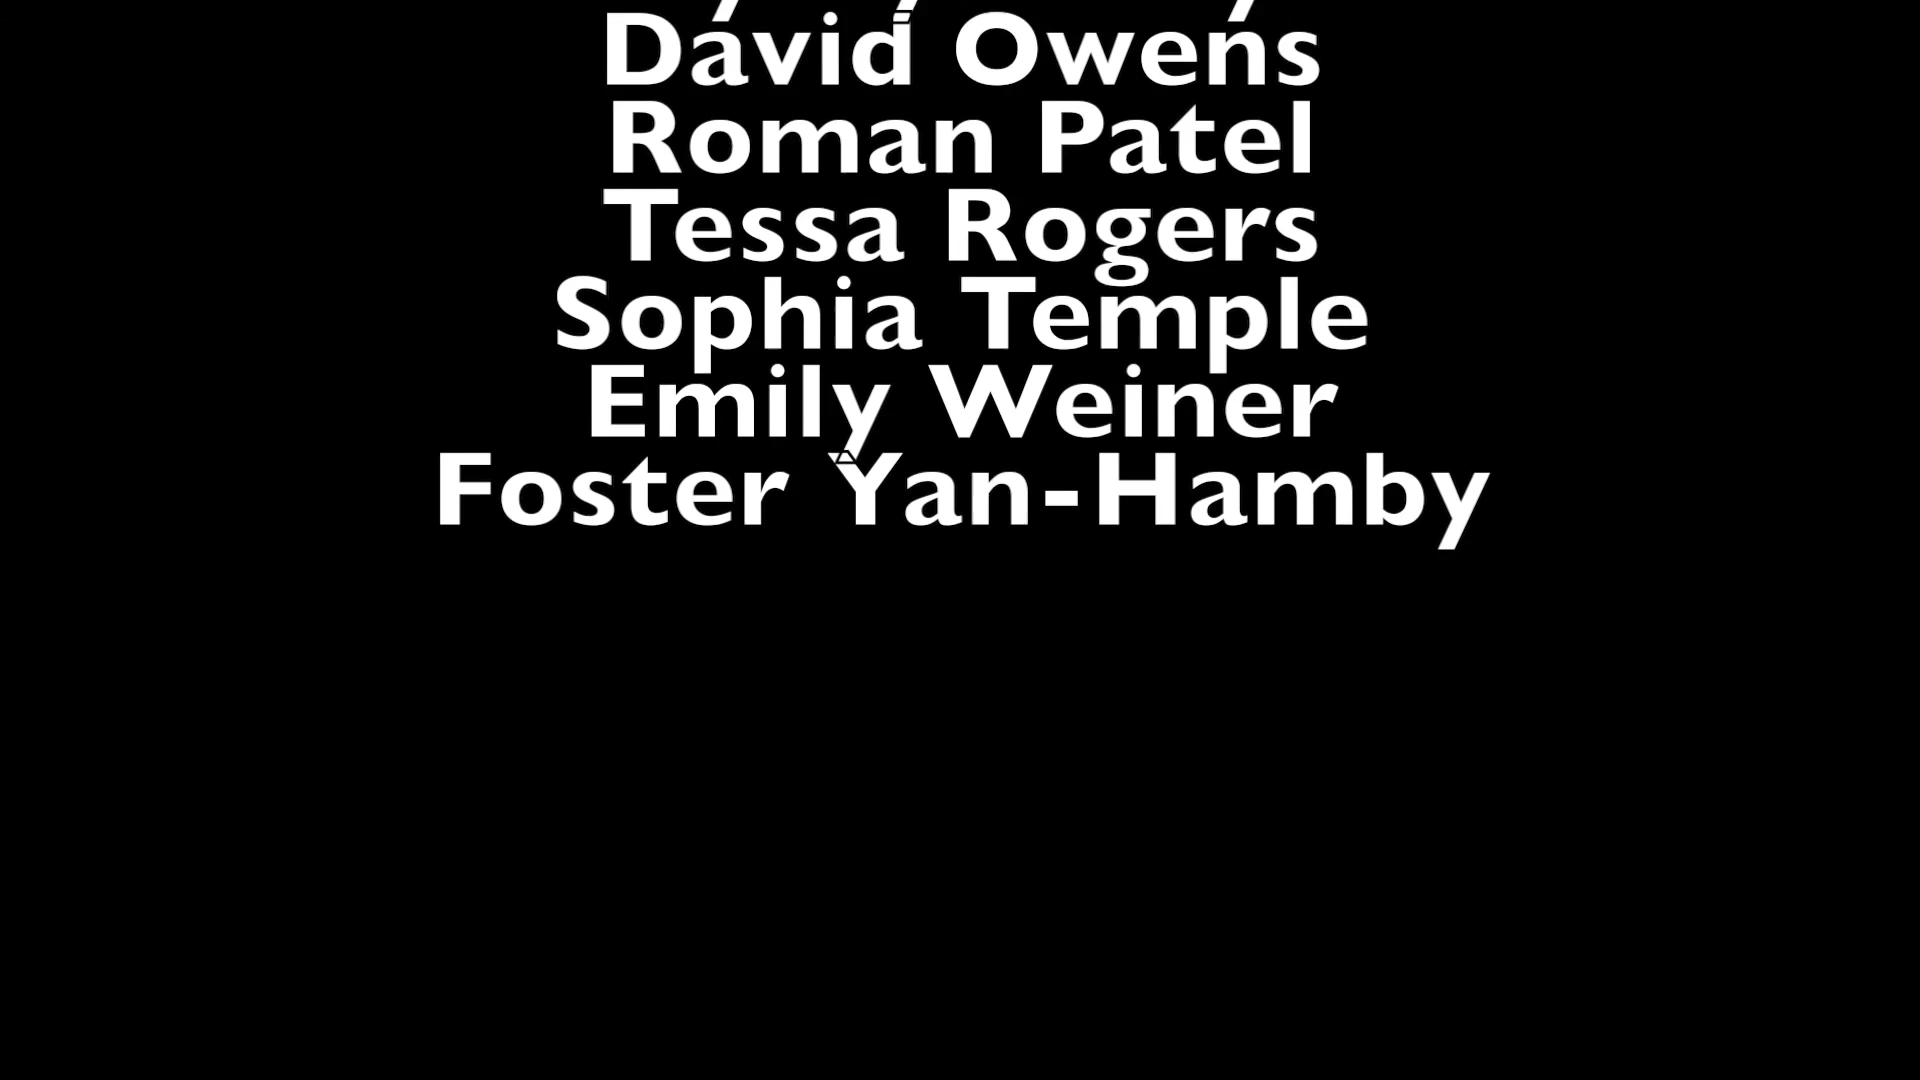 David Owens
Roman Patel
Tessa Rogers
Sophia Temple
Emily Weiner
Foster Yan-Hamby